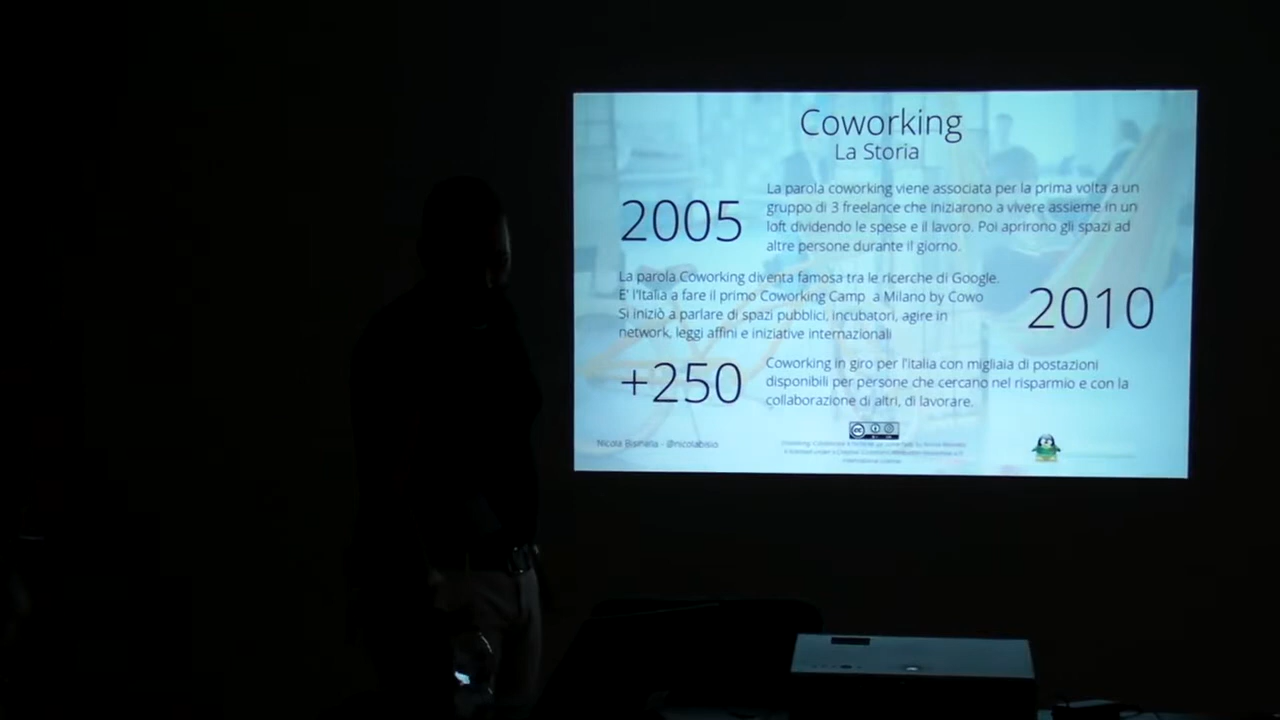 Coworking
La Storia
2005
La parola coworking viene associata per la prima volta a un
gruppo di 3 freelance che iniziarono a vivere assieme in un
loft dividendo le spese e il lavoro. Poi aprirono gli spazi ad
altre persone durante il giorno.
La parola Coworking diventa famosa tra le ricerche di Google.
E' l'Italia a fare il primo Coworking Camp a Milano by Cowo
Si iniziò a parlare di spazi pubblici, incubatori, agire in
network, leggi affini e iniziative internazionali
2010
+250
Coworking in giro per l'italia con migliaia di postazioni
disponibili per persone che cercano nel risparmio e con la
collaborazione di altri, di lavorare.
Nicola - @nicolabisio
cc